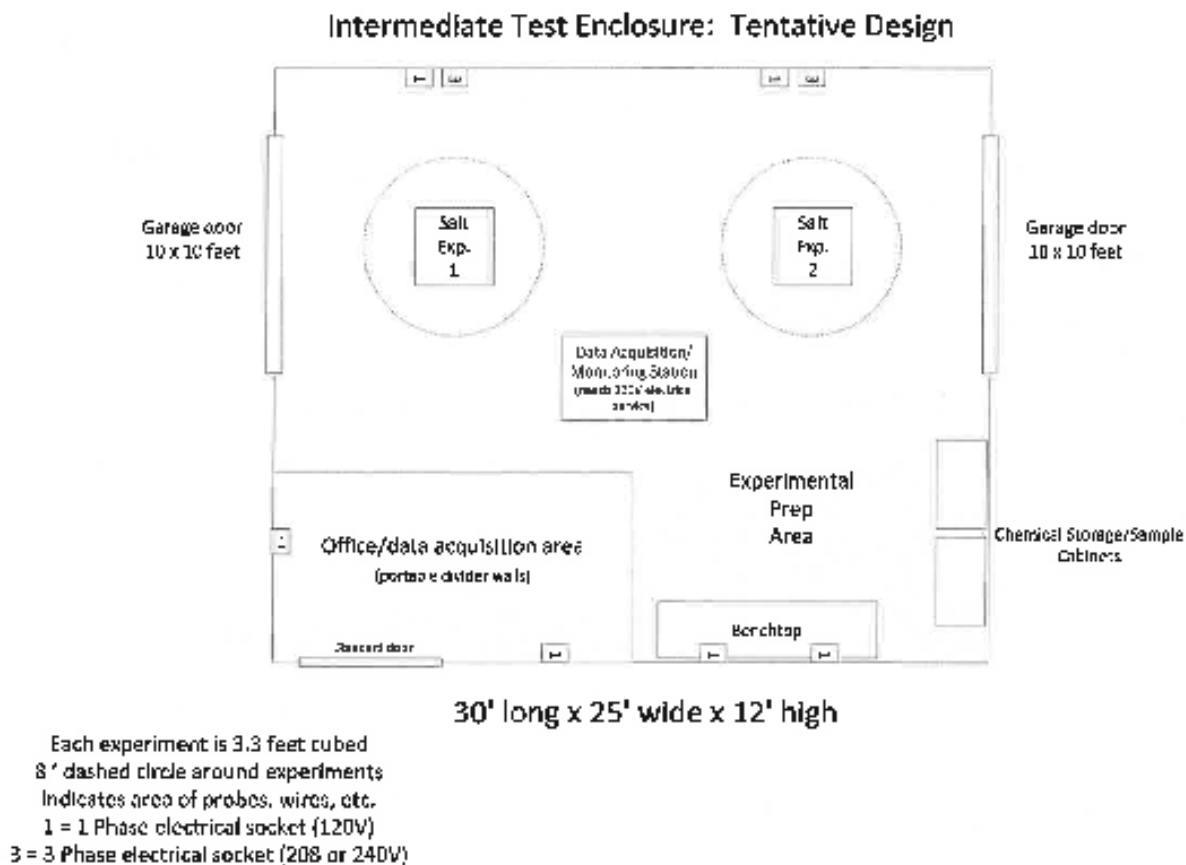 Intermediate Test Enclosure: Tentative Design
Garage door
10 x 10 feet
Salt
Exp.
1
Salt
Exp.
2
Garage door
10 x 10 feet
Data Acquisition/
Monitoring Station
electrical
service)
Experimental
Prep
Area
Office/data acquisition area
(portable divider walls)
Chemical Storage/Sample
Cabinets
Standard door
Benchtop
30' long x 25' wide x 12' high
Each experiment is 3.3 feet cubed
8 ' dashed circle around experiments
indicates area of probes, wires, etc.
1 = 1 Phase electrical socket (120V)
3 = 3 Phase electrical socket (208 or 240V)